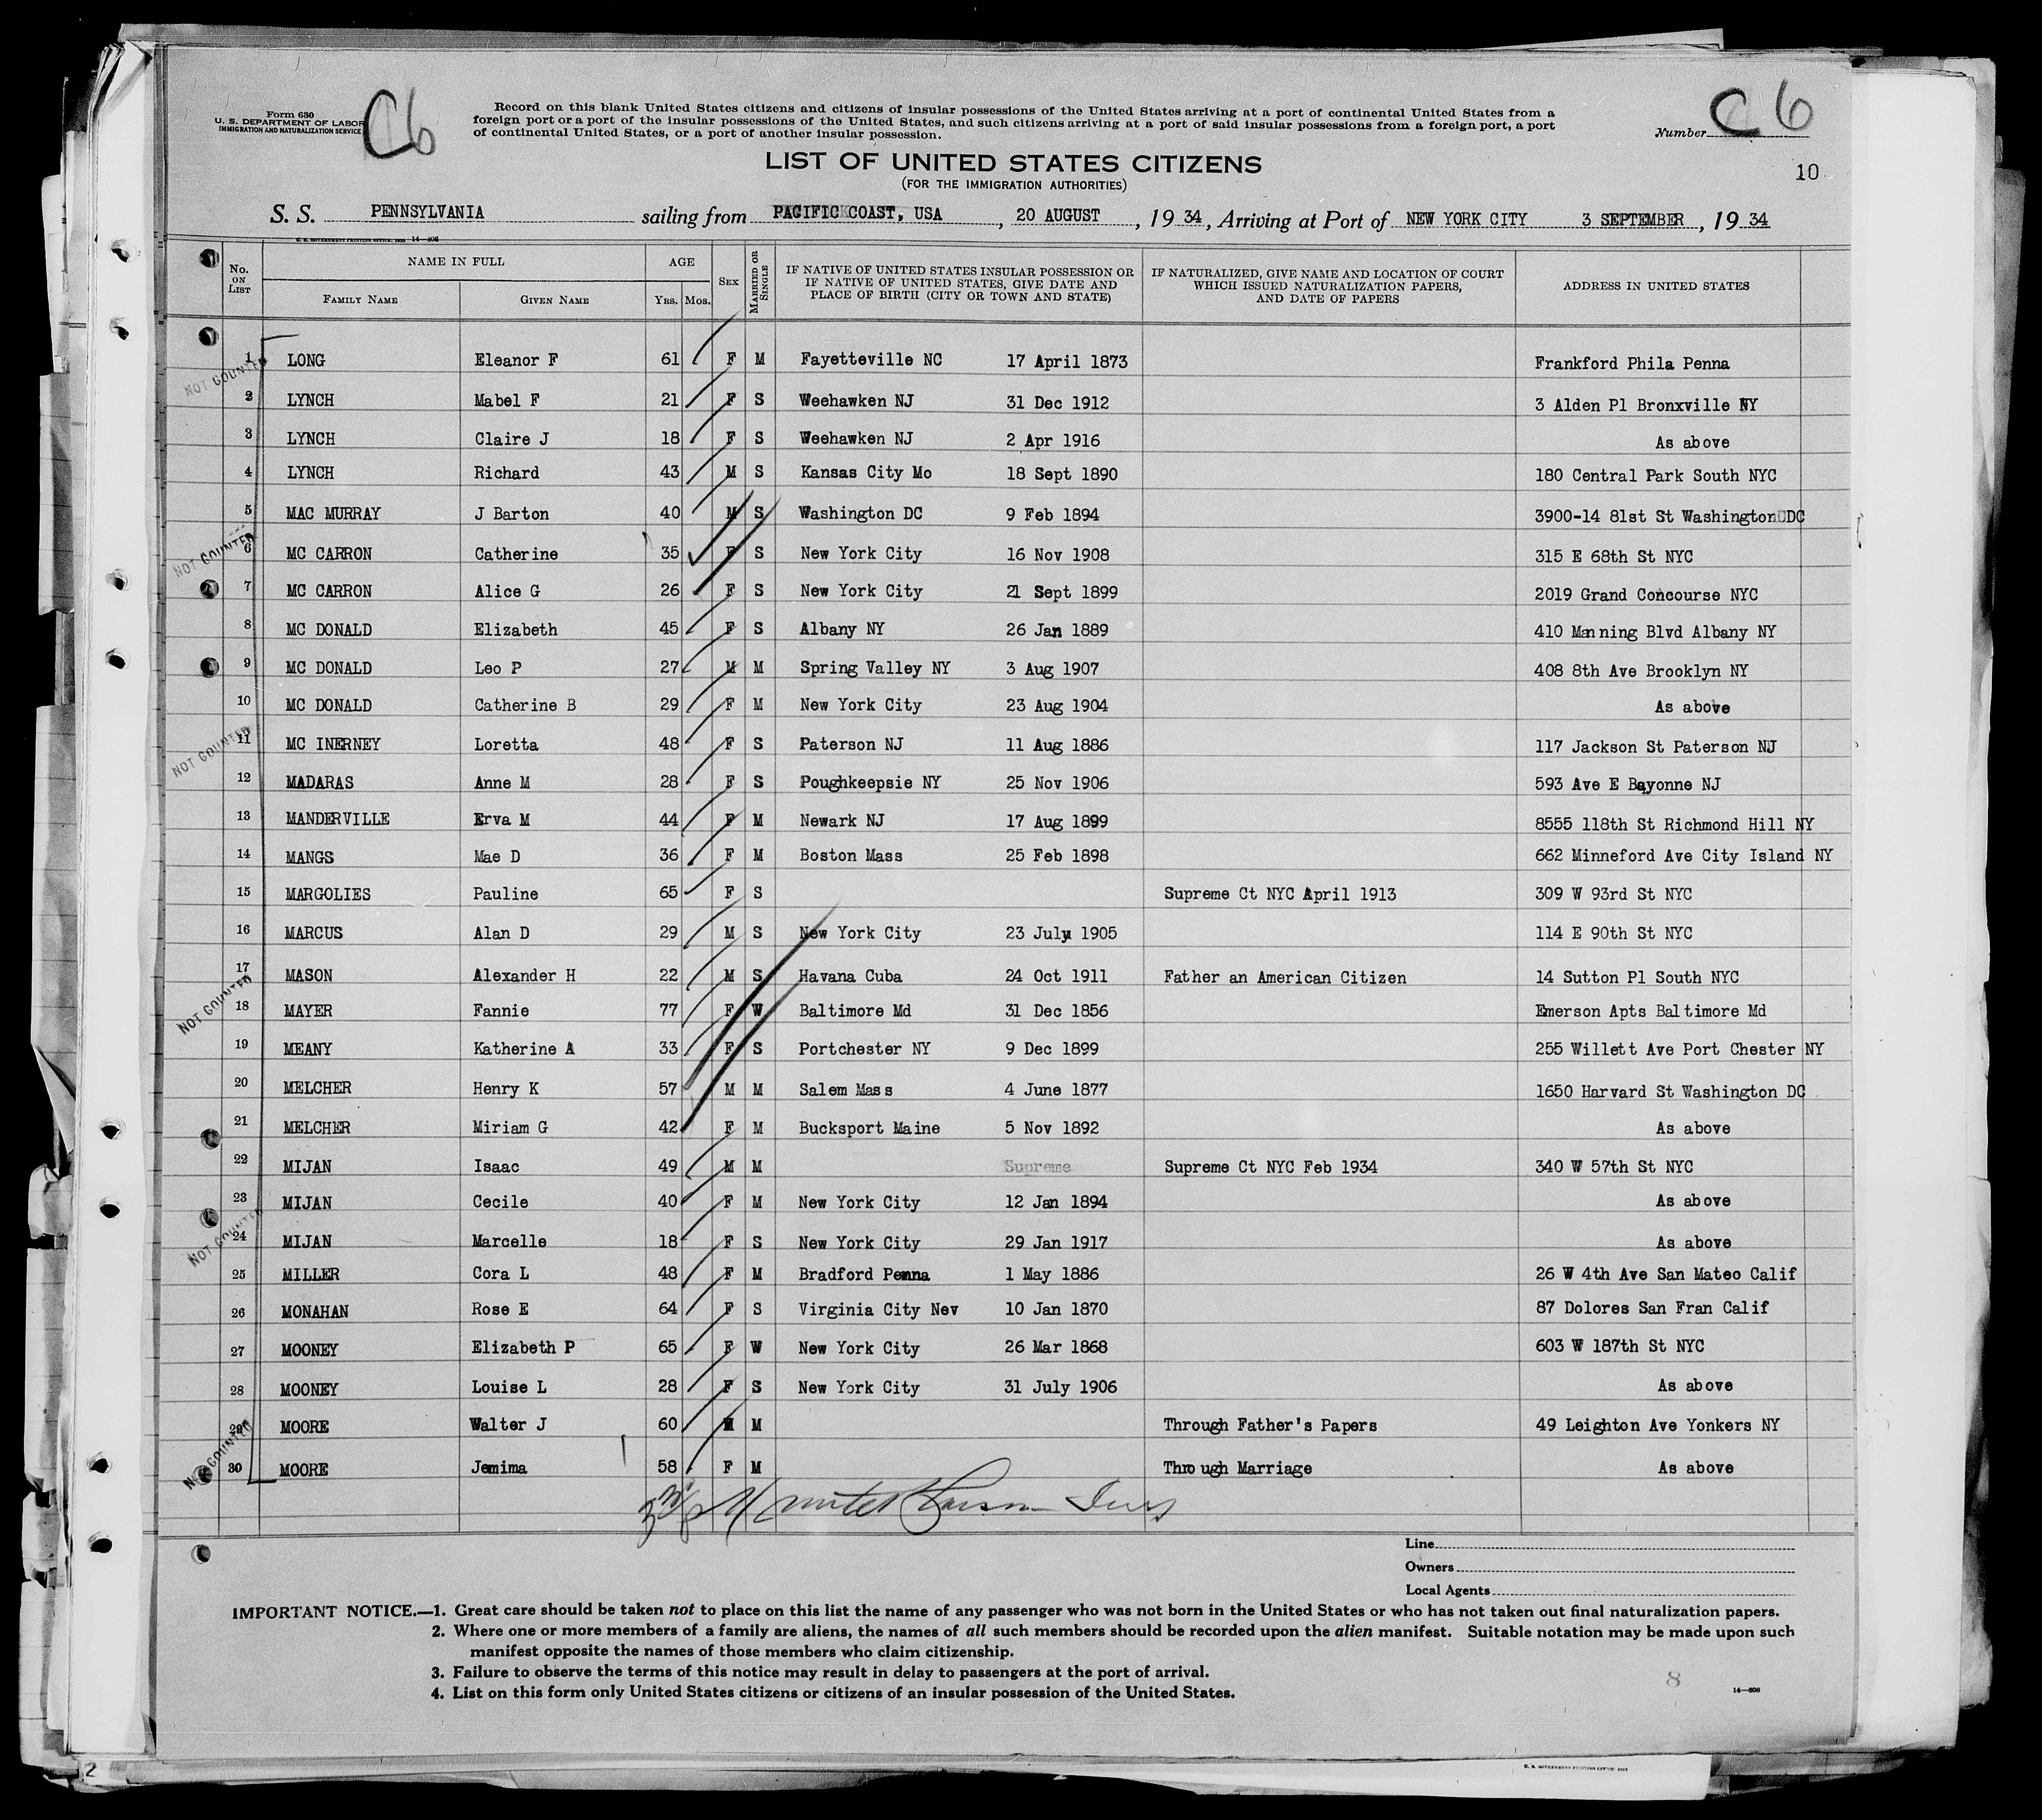 Form 630
U. S. DEPARTMENT OF LABOR
IMMIGRATION AND NATURALIZATION SERVICE
C6
Record on this blank United States citizens and citizens of insular possessions of the United States arriving at a port of continental United States from a
foreign port or a port of the insular possessions of the United States, and such citizens arriving at a port of said insular possessions from a foreign port, a port
of continental United States, or a port of another insular possession.
Number C 6
LIST OF UNITED STATES CITIZENS
(FOR THE IMMIGRATION AUTHORITIES)
10
S. S. PENNSYLVANIA sailing from PACIFIC COAST, USA, 20 AUGUST, 19 34, Arriving at Port of NEW YORK CITY 3 SEPTEMBER, 19 34
No. ON LIST NAME IN FULL FAMILY NAME GIVEN NAME AGE YRS. MOS. SEX MARRIED OR SINGLE IF NATIVE OF UNITED STATES INSULAR POSSESSION OR IF NATIVE OF UNITED STATES, GIVE DATE AND PLACE OF BIRTH (CITY OR TOWN AND STATE) IF NATURALIZED, GIVE NAME AND LOCATION OF COURT WHICH ISSUED NATURALIZATION PAPERS, AND DATE OF PAPERS ADDRESS IN UNITED STATES
1 LONG Eleanor F 61 F M Fayetteville NC 17 April 1873 Frankford Phila Penna
NOT COUNTED
2 LYNCH Mabel F 21 F S Weehawken NJ 31 Dec 1912 3 Alden Pl Bronxville NY
3 LYNCH Claire J 18 F S Weehawken NJ 2 Apr 1916 As above
4 LYNCH Richard 43 M S Kansas City Mo 18 Sept 1890 180 Central Park South NYC
5 MAC MURRAY J Barton 40 M S Washington DC 9 Feb 1894 3900-14 81st St Washington DC
NOT COUNTED
6 MC CARRON Catherine 35 F S New York City 16 Nov 1908 315 E 68th St NYC
7 MC CARRON Alice G 26 F S New York City 21 Sept 1899 2019 Grand Concourse NYC
8 MC DONALD Elizabeth 45 F S Albany NY 26 Jan 1889 410 Manning Blvd Albany NY
9 MC DONALD Leo P 27 M M Spring Valley NY 3 Aug 1907 408 8th Ave Brooklyn NY
10 MC DONALD Catherine B 29 F M New York City 23 Aug 1904 As above
11 MC INERNEY Loretta 48 F S Paterson NJ 11 Aug 1886 117 Jackson St Paterson NJ
NOT COUNTED
12 MADARAS Anne M 28 F S Poughkeepsie NY 25 Nov 1906 593 Ave E Bayonne NJ
13 MANDERVILLE Erva M 44 F M Newark NJ 17 Aug 1899 8555 118th St Richmond Hill NY
14 MANGS Mae D 36 F M Boston Mass 25 Feb 1898 662 Minneford Ave City Island NY
15 MARGOLIES Pauline 65 F S Supreme Ct NYC April 1913 309 W 93rd St NYC
16 MARCUS Alan D 29 M S New York City 23 July 1905 114 E 90th St NYC
17 MASON Alexander H 22 M S Havana Cuba 24 Oct 1911 Father an American Citizen 14 Sutton Pl South NYC
NOT COUNTED
18 MAYER Fannie 77 F W Baltimore Md 31 Dec 1856 Emerson Apts Baltimore Md
19 MEANY Katherine A 33 F S Portchester NY 9 Dec 1899 255 Willett Ave Port Chester NY
20 MELCHER Henry K 57 M M Salem Mass 4 June 1877 1650 Harvard St Washington DC
21 MELCHER Miriam G 42 F M Bucksport Maine 5 Nov 1892 As above
22 MIJAN Isaac 49 M M Supreme Supreme Ct NYC Feb 1934 340 W 57th St NYC
23 MIJAN Cecile 40 F M New York City 12 Jan 1894 As above
24 MIJAN Marcelle 18 F S New York City 29 Jan 1917 As above
NOT COUNTED
25 MILLER Cora L 48 F M Bradford Penna 1 May 1886 26 W 4th Ave San Mateo Calif
26 MONAHAN Rose E 64 F S Virginia City Nev 10 Jan 1870 87 Dolores San Fran Calif
27 MOONEY Elizabeth P 65 F W New York City 26 Mar 1868 603 W 187th St NYC
28 MOONEY Louise L 28 F S New York City 31 July 1906 As above
29 MOORE Walter J 60 M M Through Father's Papers 49 Leighton Ave Yonkers NY
NOT COUNTED
30 MOORE Jemima 58 F M Through Marriage As above
Line
Owners
Local Agents
IMPORTANT NOTICE.—1. Great care should be taken not to place on this list the name of any passenger who was not born in the United States or who has not taken out final naturalization papers.
2. Where one or more members of a family are aliens, the names of all such members should be recorded upon the alien manifest. Suitable notation may be made upon such
manifest opposite the names of those members who claim citizenship.
3. Failure to observe the terms of this notice may result in delay to passengers at the port of arrival.
4. List on this form only United States citizens or citizens of an insular possession of the United States.
8
14—608
2